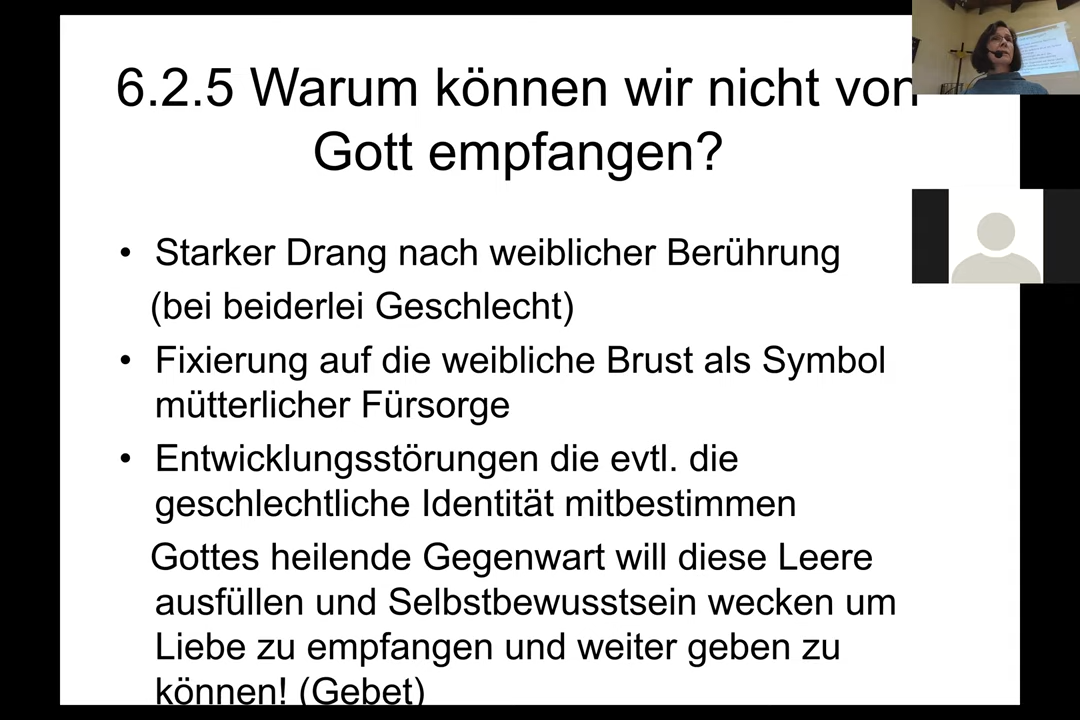 6.2.5 Warum können wir nicht von
Gott empfangen?
• Starker Drang nach weiblicher Berührung
(bei beiderlei Geschlecht)
• Fixierung auf die weibliche Brust als Symbol
mütterlicher Fürsorge
• Entwicklungsstörungen die evtl. die
geschlechtliche Identität mitbestimmen
Gottes heilende Gegenwart will diese Leere
ausfüllen und Selbstbewusstsein wecken um
Liebe zu empfangen und weiter geben zu
können! (Gebet)